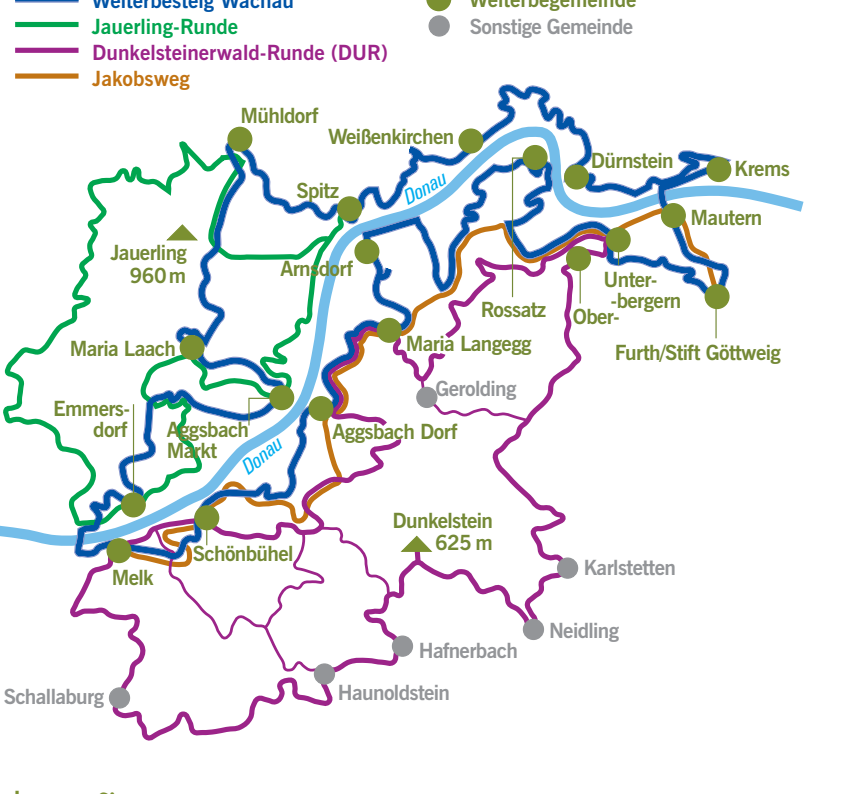 Welterbesteig Wachau
Welterbegemeinde
Jauerling-Runde
Sonstige Gemeinde
Dunkelsteinerwald-Runde (DUR)
Jakobsweg
Mühldorf
Weißenkirchen
Dürnstein
Krems
Spitz
Donau
Mautern
Jauerling
960 m
Arnsdorf
Unter-
-bergern
Rossatz
Ober-
Maria Laach
Maria Langegg
Furth/Stift Göttweig
Gerolding
Emmers-
dorf
Aggsbach
Markt
Aggsbach Dorf
Donau
Dunkelstein
625 m
Schönbühel
Melk
Karlstetten
Neidling
Hafnerbach
Schallaburg
Haunoldstein